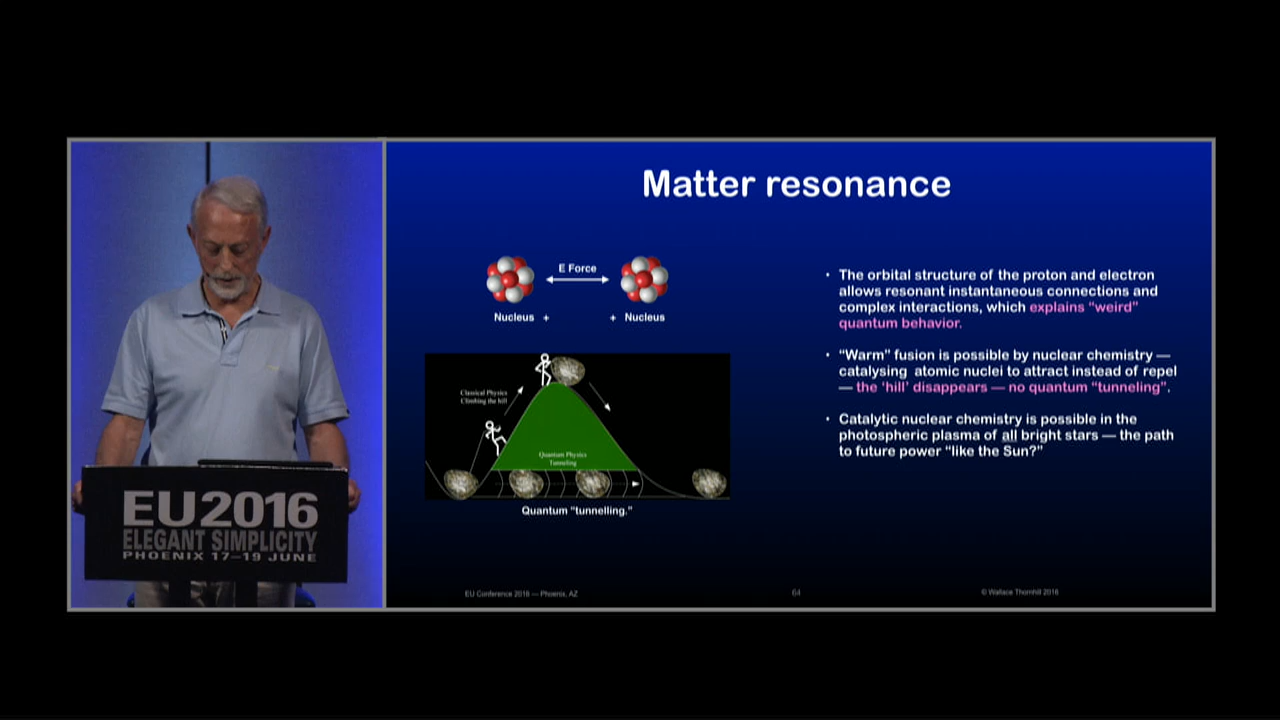 Matter resonance
E Force
Nucleus + + Nucleus
Classical Physics
Climbing the hill
Quantum Physics
Tunneling
Quantum “tunnelling.”
• The orbital structure of the proton and electron
allows resonant instantaneous connections and
complex interactions, which explains “weird”
quantum behavior.
• “Warm” fusion is possible by nuclear chemistry —
catalysing atomic nuclei to attract instead of repel
— the ‘hill’ disappears — no quantum “tunneling”.
• Catalytic nuclear chemistry is possible in the
photospheric plasma of all bright stars — the path
to future power “like the Sun?”
EU Conference 2016 — Phoenix, AZ
64
© Wallace Thornhill 2016
EU2016
ELEGANT SIMPLICITY
PHOENIX 17–19 JUNE